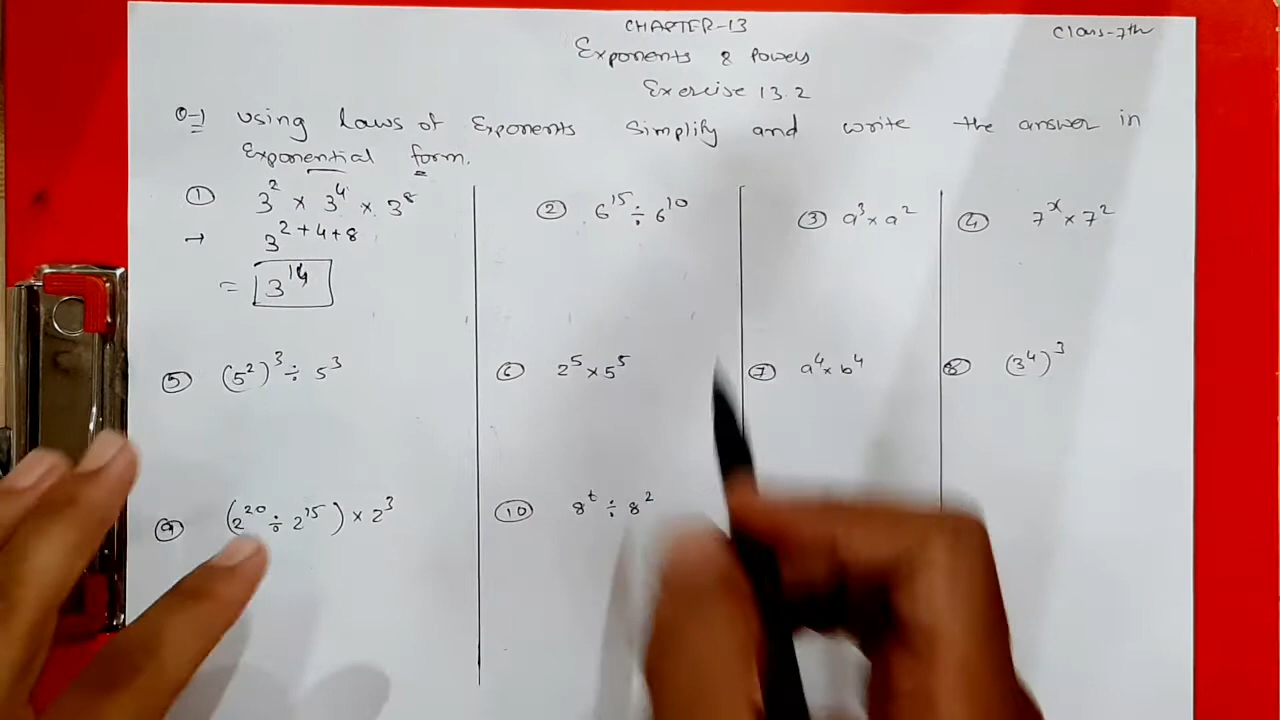 CHAPTER-13
Class-7th
Exponents & Powers
Exercise 13.2
Q-1 Using Laws of Exponents Simplify and write the answer in
Exponential form.
① 3² × 3⁴ × 3⁸
→ 3²⁺⁴⁺⁸
= 3¹⁴
② 6¹⁵ ÷ 6¹⁰
③ a³ × a²
④ 7ˣ × 7²
⑤ (5²)³ ÷ 5³
⑥ 2⁵ × 5⁵
⑦ a⁴ × b⁴
⑧ (3⁴)³
⑨ (2²⁰ ÷ 2¹⁵) × 2³
⑩ 8ᵗ ÷ 8²